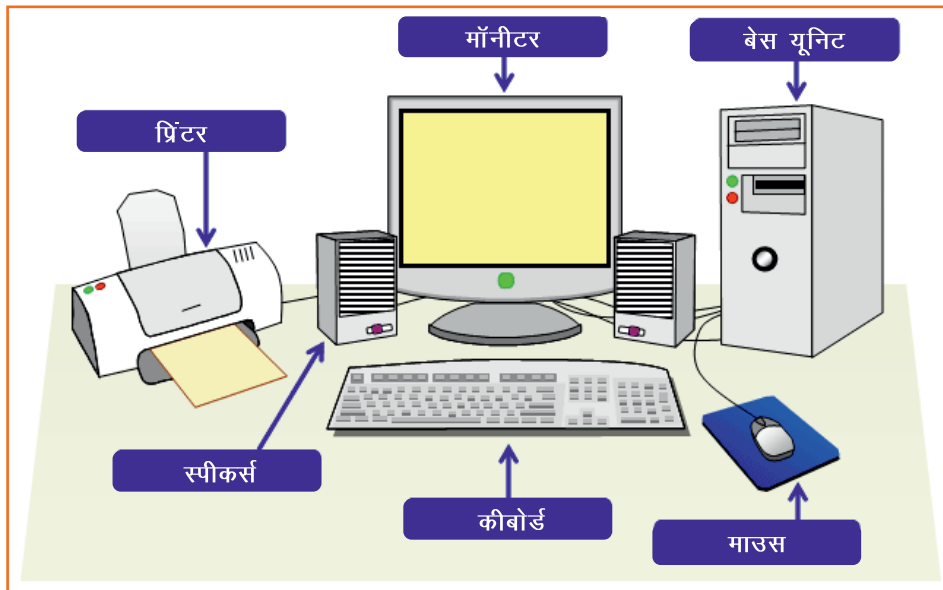 मॉनीटर
बेस यूनिट
प्रिंटर
स्पीकर्स
कीबोर्ड
माउस